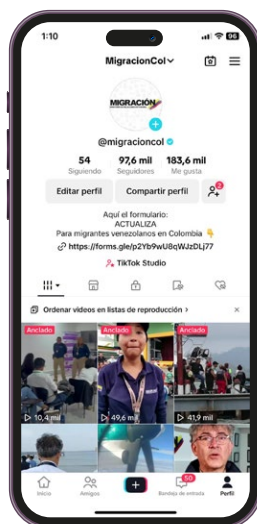 1:10
96
MigracionCol
MIGRACIÓN
@migracioncol
54
97,6 mil
183,6 mil
Siguiendo
Seguidores
Me gusta
Editar perfil
Compartir perfil
2
Aquí el formulario:
ACTUALIZA
Para migrantes venezolanos en Colombia 👇
https://forms.gle/p2Yb9wU8qWJzDLj77
TikTok Studio
Ordenar videos en listas de reproducción >
Anclado
Anclado
Anclado
10,4 mil
49,6 mil
41,9 mil
Inicio
Amigos
50
Bandeja de entrada
Perfil